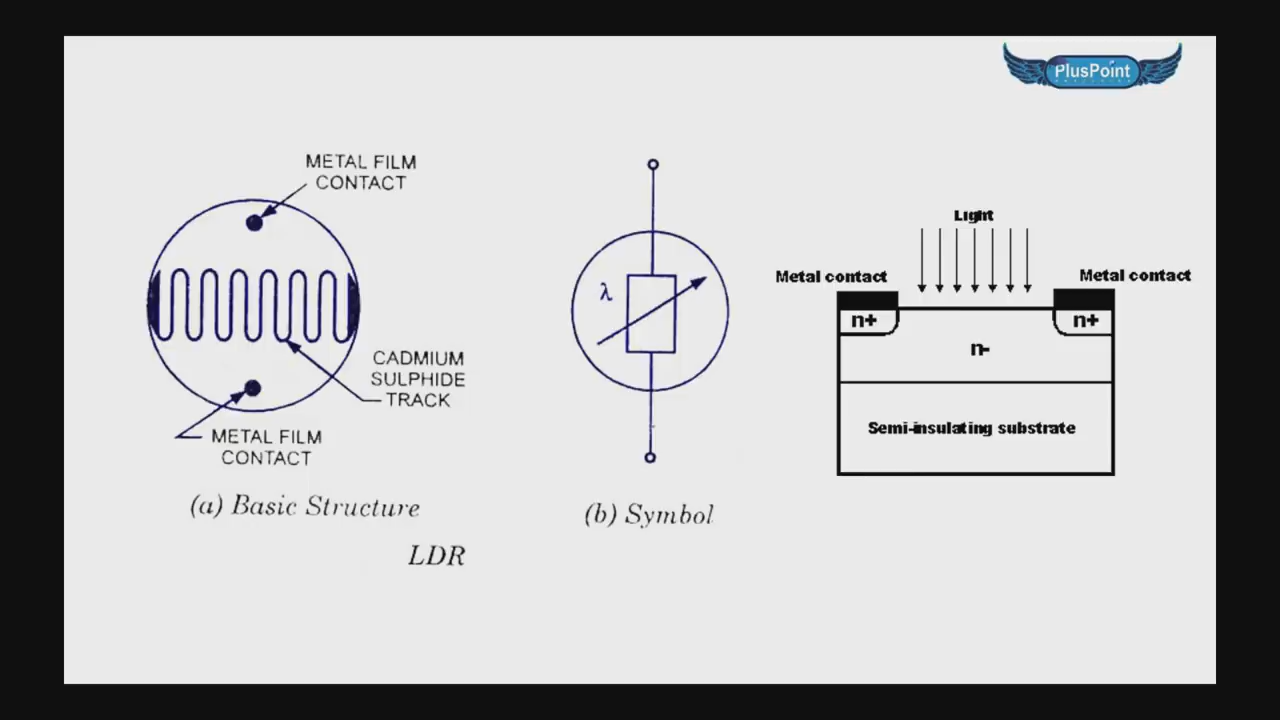 PlusPoint
METAL FILM
CONTACT
CADMIUM
SULPHIDE
TRACK
METAL FILM
CONTACT
(a) Basic Structure
λ
(b) Symbol
LDR
Light
Metal contact
Metal contact
n+
n+
n-
Semi-insulating substrate